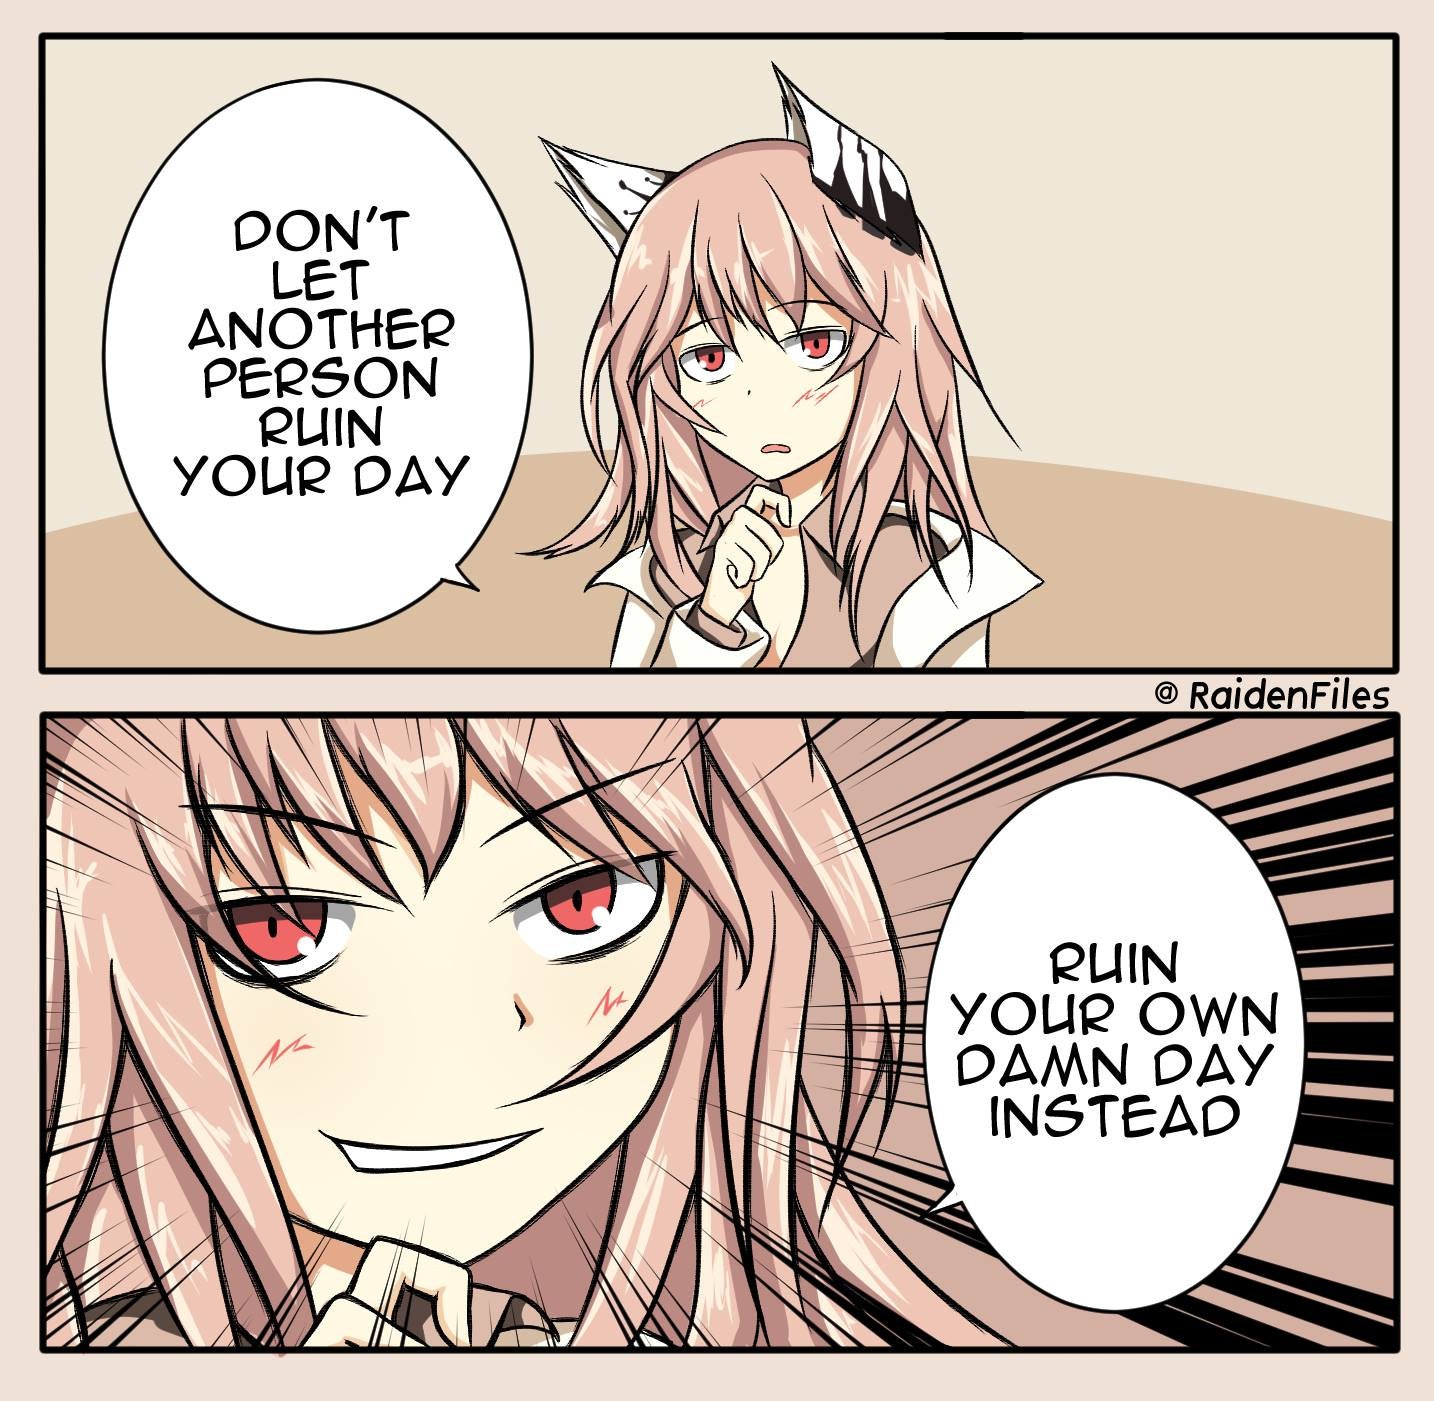 DON'T
LET
ANOTHER
PERSON
RUIN
YOUR DAY
@ RaidenFiles
RUIN
YOUR OWN
DAMN DAY
INSTEAD